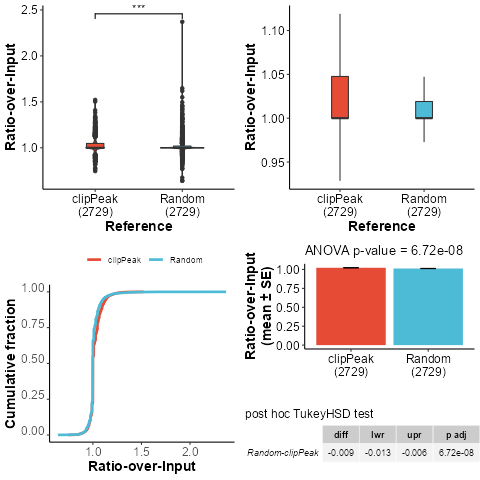 ***
Ratio-over-Input
2.5
2.0
1.5
1.0
clipPeak
(2729)
Random
(2729)
Reference
Ratio-over-Input
1.10
1.05
1.00
0.95
clipPeak
(2729)
Random
(2729)
Reference
clipPeak Random
Cumulative fraction
1.00
0.75
0.50
0.25
0.00
1.0 1.5 2.0
Ratio-over-Input
ANOVA p-value = 6.72e-08
Ratio-over-Input
(mean ± SE)
1.00
0.75
0.50
0.25
0.00
clipPeak
(2729)
Random
(2729)
post hoc TukeyHSD test
diff lwr upr p adj
Random-clipPeak -0.009 -0.013 -0.006 6.72e-08